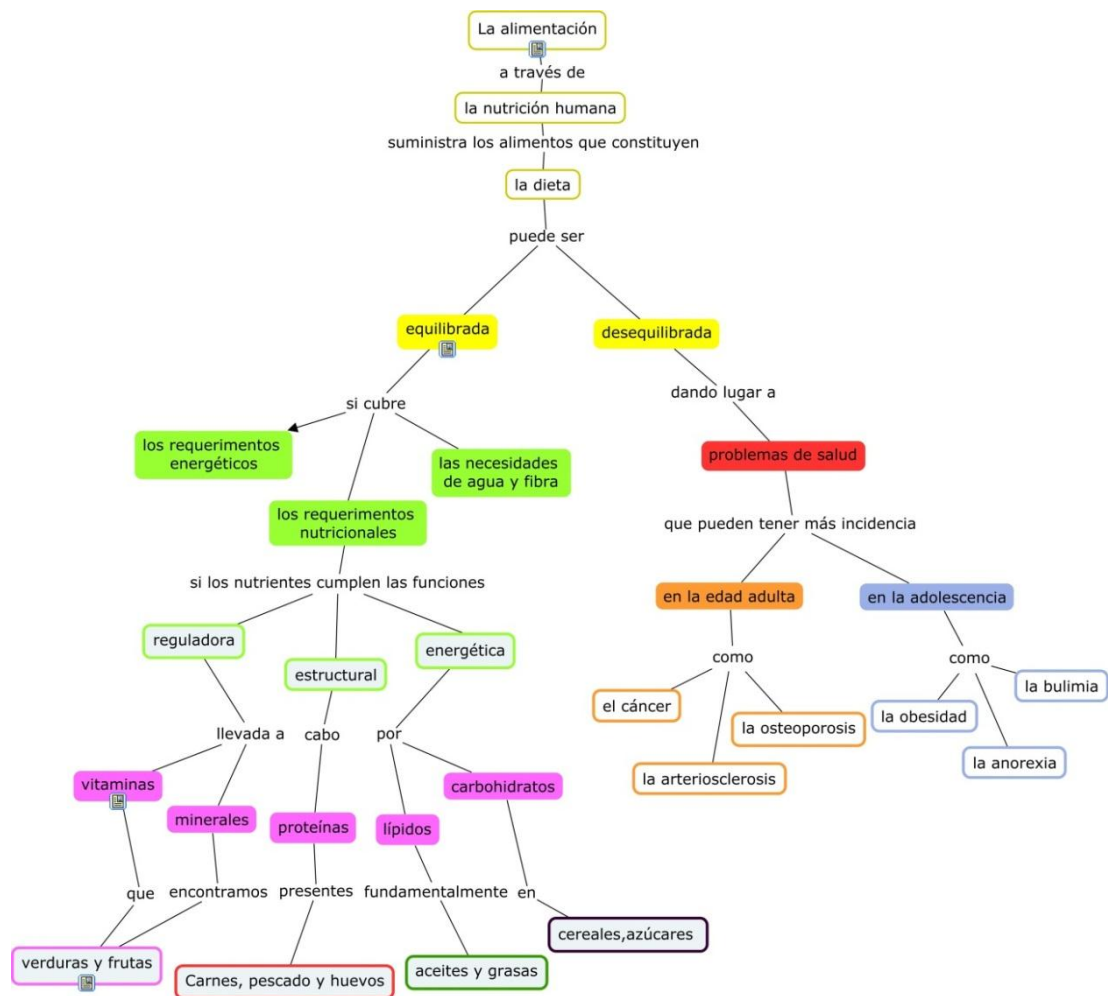 La alimentación
a través de
la nutrición humana
suministra los alimentos que constituyen
la dieta
puede ser
equilibrada
desequilibrada
si cubre
dando lugar a
los requerimentos
energéticos
las necesidades
de agua y fibra
problemas de salud
los requerimentos
nutricionales
que pueden tener más incidencia
si los nutrientes cumplen las funciones
en la edad adulta
en la adolescencia
reguladora
estructural
energética
como
como
el cáncer
la osteoporosis
la arteriosclerosis
la obesidad
la bulimia
la anorexia
llevada a
cabo
por
vitaminas
minerales
proteínas
lípidos
carbohidratos
que
encontramos
presentes
fundamentalmente
en
verduras y frutas
Carnes, pescado y huevos
aceites y grasas
cereales,azúcares